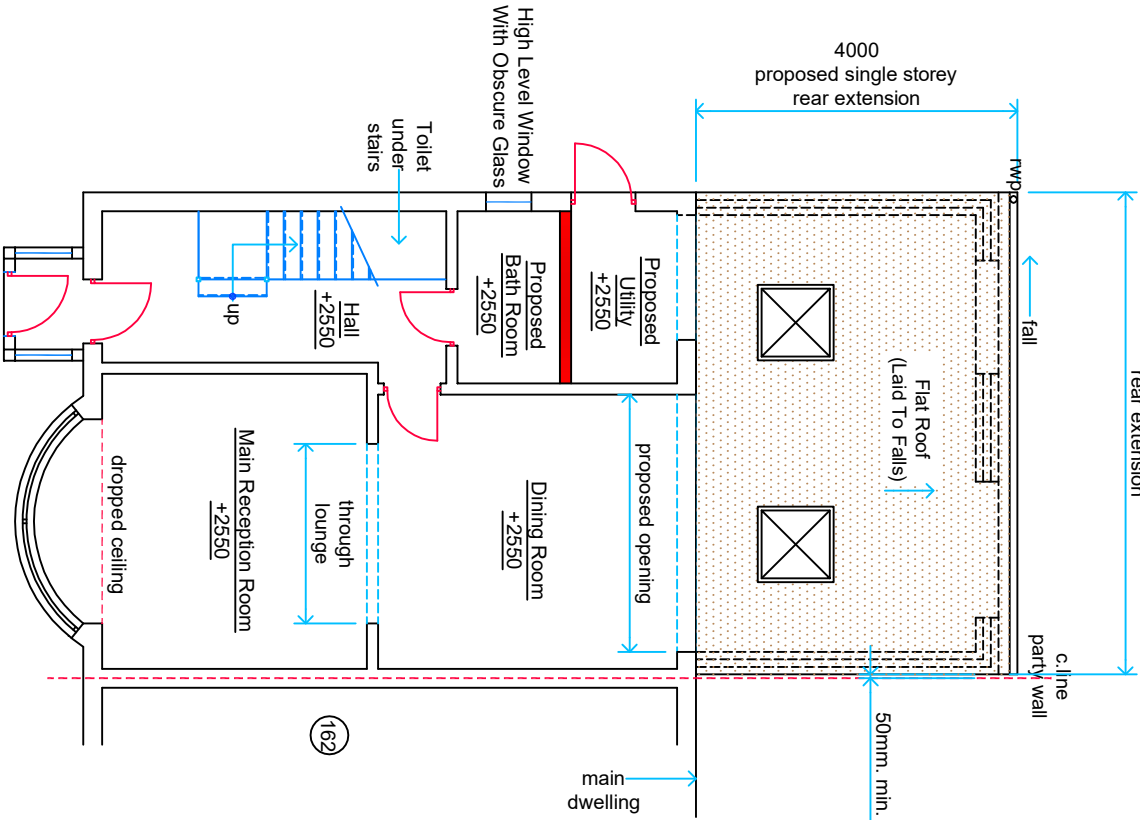 4000
proposed single storey
rear extension
High Level Window
With Obscure Glass
Toilet
under
stairs
rwp
fall
rear extension
Flat Roof
(Laid To Falls)
Proposed
Utility
+2550
Proposed
Bath Room
+2550
Hall
+2550
up
proposed opening
Dining Room
+2550
through
lounge
Main Reception Room
+2550
dropped ceiling
c.line
party wall
50mm. min.
main
dwelling
162